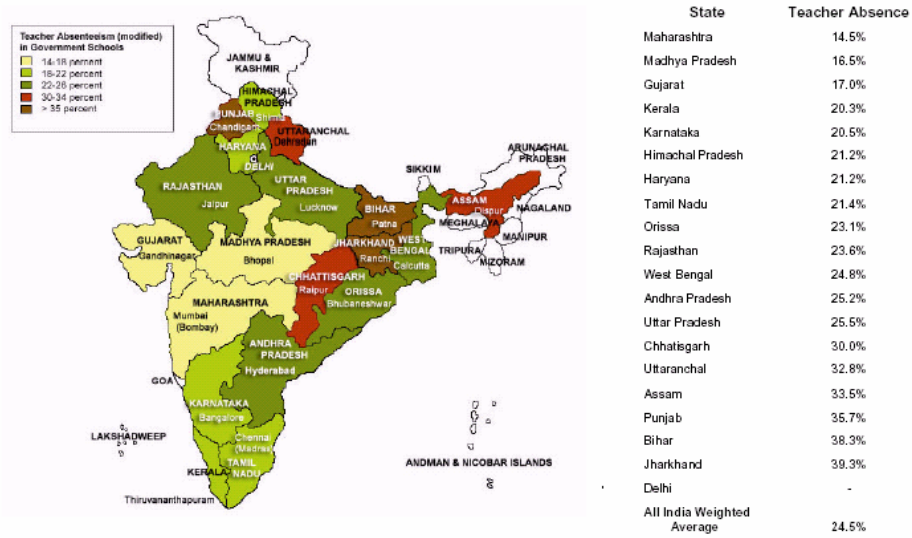 Teacher Absenteeism (modified)
in Government Schools
14-18 percent
18-22 percent
22-26 percent
30-34 percent
> 35 percent
JAMMU &
KASHMIR
HIMACHAL
PRADESH
Shimla
PUNJAB
Chandigarh
UTTARANCHAL
Dehradun
HARYANA
DELHI
ARUNACHAL
PRADESH
SIKKIM
RAJASTHAN
Jaipur
UTTAR
PRADESH
Lucknow
ASSAM
Dispur
NAGALAND
MEGHALAYA
MANIPUR
TRIPURA
MIZORAM
BIHAR
Patna
GUJARAT
Gandhinagar
MADHYA PRADESH
Bhopal
JHARKHAND
Ranchi
WEST
BENGAL
Calcutta
CHHATTISGARH
Raipur
ORISSA
Bhubaneshwar
MAHARASHTRA
Mumbai
(Bombay)
ANDHRA
PRADESH
Hyderabad
GOA
KARNATAKA
Bangalore
LAKSHADWEEP
Chennai
(Madras)
TAMIL
NADU
KERALA
Thiruvananthapuram
ANDMAN & NICOBAR ISLANDS
State Teacher Absence
Maharashtra 14.5%
Madhya Pradesh 16.5%
Gujarat 17.0%
Kerala 20.3%
Karnataka 20.5%
Himachal Pradesh 21.2%
Haryana 21.2%
Tamil Nadu 21.4%
Orissa 23.1%
Rajasthan 23.6%
West Bengal 24.8%
Andhra Pradesh 25.2%
Uttar Pradesh 25.5%
Chhatisgarh 30.0%
Uttaranchal 32.8%
Assam 33.5%
Punjab 35.7%
Bihar 38.3%
Jharkhand 39.3%
Delhi -
All India Weighted
Average 24.5%